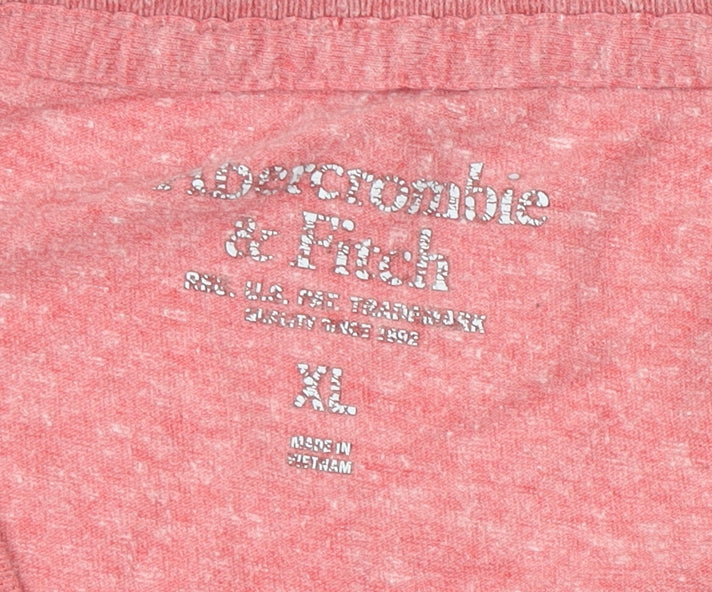 Abercrombie
& Fitch
REG. U.S. PAT. TRADEMARK
QUALITY SINCE 1892
XL
MADE IN
VIETNAM